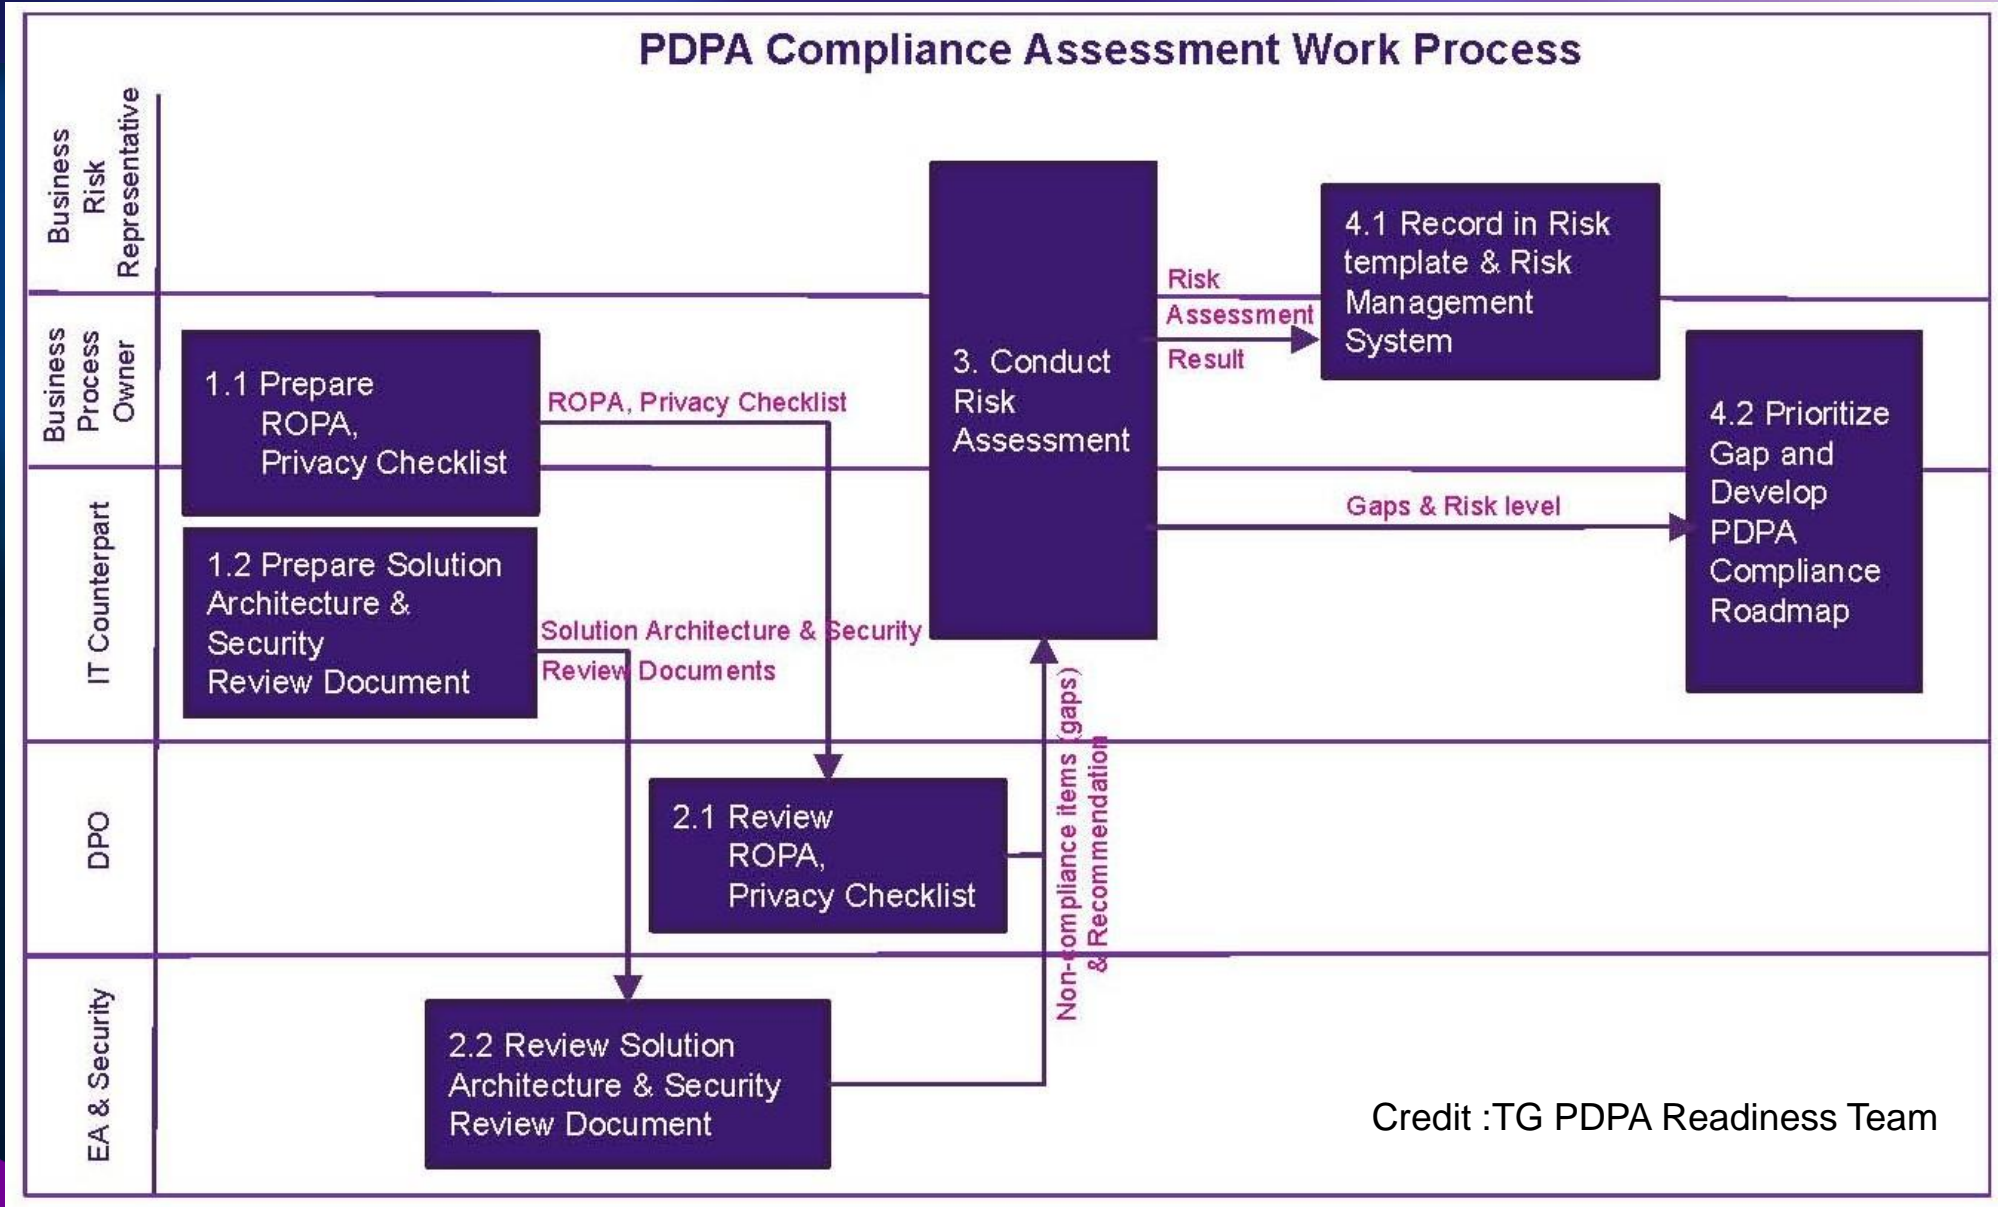 PDPA Compliance Assessment Work Process
Business
Risk
Representative
Business
Process
Owner
IT Counterpart
DPO
EA & Security
1.1 Prepare
ROPA,
Privacy Checklist
ROPA, Privacy Checklist
1.2 Prepare Solution
Architecture &
Security
Review Document
Solution Architecture & Security
Review Documents
2.1 Review
ROPA,
Privacy Checklist
2.2 Review Solution
Architecture & Security
Review Document
Non-compliance items (gaps)
& Recommendation
3. Conduct
Risk
Assessment
Risk
Assessment
Result
4.1 Record in Risk
template & Risk
Management
System
Gaps & Risk level
4.2 Prioritize
Gap and
Develop
PDPA
Compliance
Roadmap
Credit :TG PDPA Readiness Team